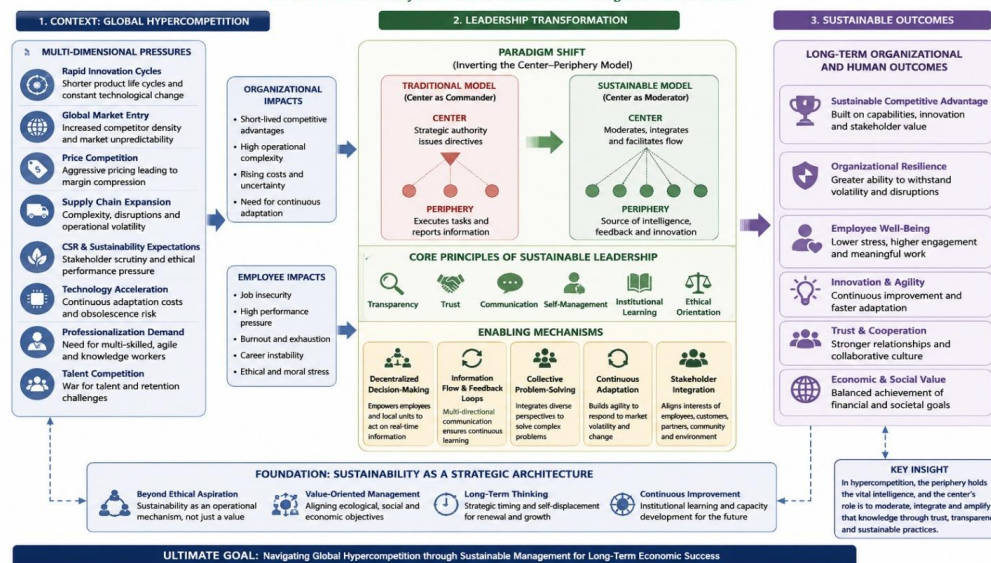 1. CONTEXT: GLOBAL HYPERCOMPETITION
MULTI-DIMENSIONAL PRESSURES
Rapid Innovation Cycles
Shorter product life cycles and
constant technological change
Global Market Entry
Increased competitor density
and market unpredictability
Price Competition
Aggressive pricing leading to
margin compression
Supply Chain Expansion
Complexity, disruptions and
operational volatility
CSR & Sustainability Expectations
Stakeholder scrutiny and ethical
performance pressure
Technology Acceleration
Continuous adaptation costs
and obsolescence risk
Professionalization Demand
Need for multi-skilled, agile
and knowledge workers
Talent Competition
War for talent and retention
challenges
ORGANIZATIONAL
IMPACTS
• Short-lived competitive
advantages
• High operational
complexity
• Rising costs and
uncertainty
• Need for continuous
adaptation
EMPLOYEE IMPACTS
• Job insecurity
• High performance
pressure
• Burnout and exhaustion
• Career instability
• Ethical and moral stress
2. LEADERSHIP TRANSFORMATION
PARADIGM SHIFT
(Inverting the Center–Periphery Model)
TRADITIONAL MODEL
(Center as Commander)
CENTER
Strategic authority
issues directives
PERIPHERY
Executes tasks and
reports information
SUSTAINABLE MODEL
(Center as Moderator)
CENTER
Moderates, integrates
and facilitates flow
PERIPHERY
Source of intelligence,
feedback and innovation
CORE PRINCIPLES OF SUSTAINABLE LEADERSHIP
Transparency
Trust
Communication
Self-Management
Institutional
Learning
Ethical
Orientation
ENABLING MECHANISMS
Decentralized
Decision-Making
Empowers employees
and local units to
act on real-time
information
Information
Flow & Feedback
Loops
Multi-directional
communication
ensures continuous
learning
Collective
Problem-Solving
Integrates diverse
perspectives to
solve complex
problems
Continuous
Adaptation
Builds agility to
respond to market
volatility and
change
Stakeholder
Integration
Aligns interests of
employees, customers,
partners, community
and environment
3. SUSTAINABLE OUTCOMES
LONG-TERM ORGANIZATIONAL
AND HUMAN OUTCOMES
Sustainable Competitive Advantage
Built on capabilities, innovation
and stakeholder value
Organizational Resilience
Greater ability to withstand
volatility and disruptions
Employee Well-Being
Lower stress, higher engagement
and meaningful work
Innovation & Agility
Continuous improvement and
faster adaptation
Trust & Cooperation
Stronger relationships and
collaborative culture
Economic & Social Value
Balanced achievement of
financial and societal goals
FOUNDATION: SUSTAINABILITY AS A STRATEGIC ARCHITECTURE
Beyond Ethical Aspiration
Sustainability as an operational
mechanism, not just a value
Value-Oriented Management
Aligning ecological, social and
economic objectives
Long-Term Thinking
Strategic timing and self-displacement
for renewal and growth
Continuous Improvement
Institutional learning and capacity
development for the future
KEY INSIGHT
In hypercompetition, the periphery holds
the vital intelligence, and the center's
role is to moderate, integrate and amplify
that knowledge through trust,
and sustainable practices.
ULTIMATE GOAL: Navigating Global Hypercompetition through Sustainable Management for Long-Term Economic Success